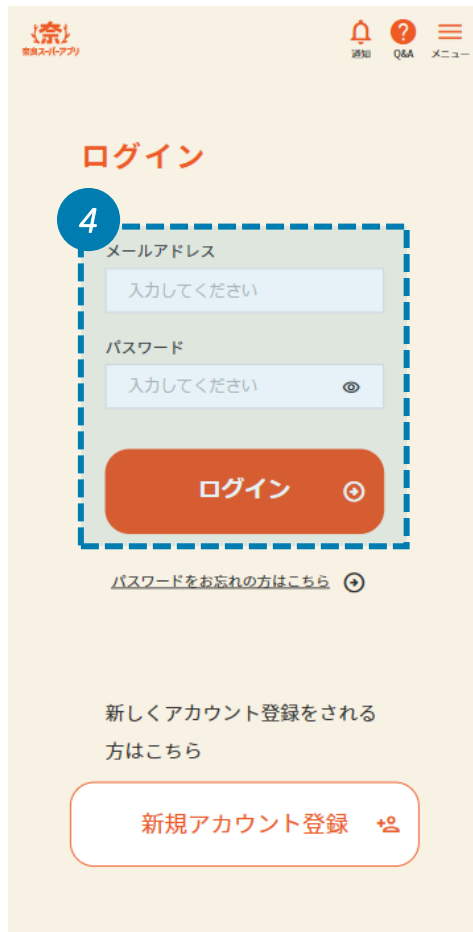 奈
奈良スーパーアプリ
通知
Q&A
メニュー
ログイン
4
メールアドレス
入力してください
パスワード
入力してください
ログイン
パスワードをお忘れの方はこちら
新しくアカウント登録をされる
方はこちら
新規アカウント登録